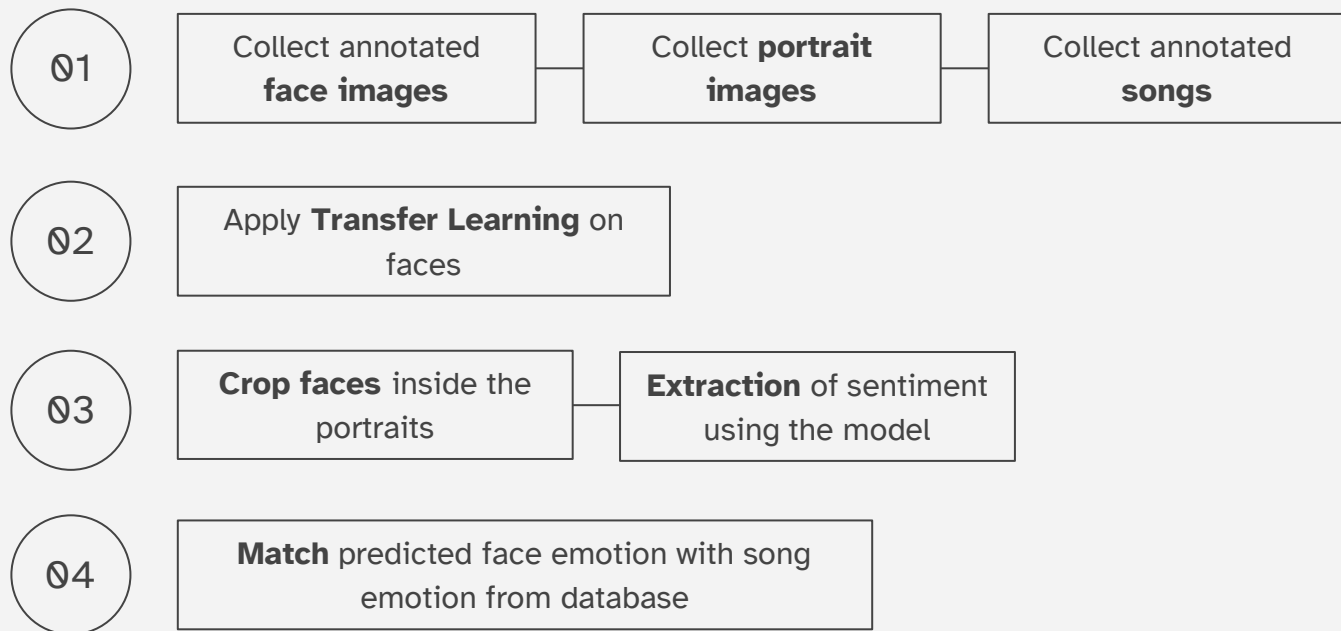 01
Collect annotated
face images
Collect portrait
images
Collect annotated
songs
02
Apply Transfer Learning on
faces
03
Crop faces inside the
portraits
Extraction of sentiment
using the model
04
Match predicted face emotion with song
emotion from database